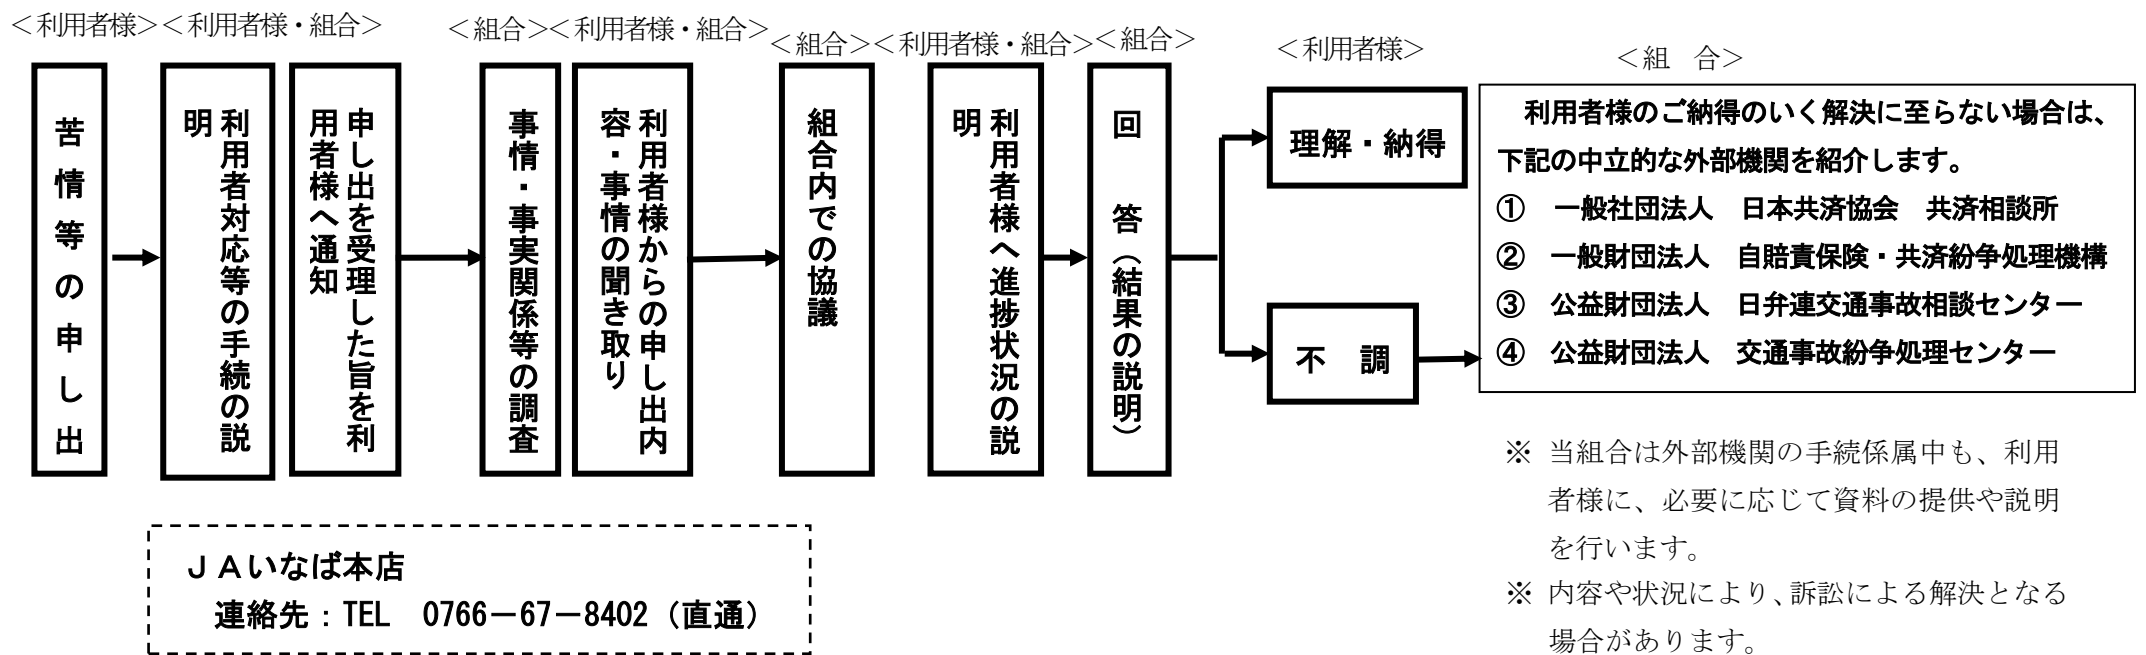 ＜利用者様＞
＜利用者様・組合＞
＜組合＞
＜利用者様・組合＞
＜組合＞
＜利用者様・組合＞
＜組合＞
＜利用者様＞
＜組　合＞
苦情等の申し出
利用者対応等の手続の説
明
申し出を受理した旨を利
用者様へ通知
事情・事実関係等の調査
利用者様からの申し出内
容・事情の聞き取り
組合内での協議
利用者様へ進捗状況の説
明
回　答（結果の説明）
理解・納得
不　調
利用者様のご納得のいく解決に至らない場合は、
下記の中立的な外部機関を紹介します。
①　一般社団法人　日本共済協会　共済相談所
②　一般財団法人　自賠責保険・共済紛争処理機構
③　公益財団法人　日弁連交通事故相談センター
④　公益財団法人　交通事故紛争処理センター
※ 当組合は外部機関の手続係属中も、利用
者様に、必要に応じて資料の提供や説明
を行います。
※ 内容や状況により、訴訟による解決となる
場合があります。
ＪＡいなば本店
連絡先：TEL　0766－67－8402（直通）